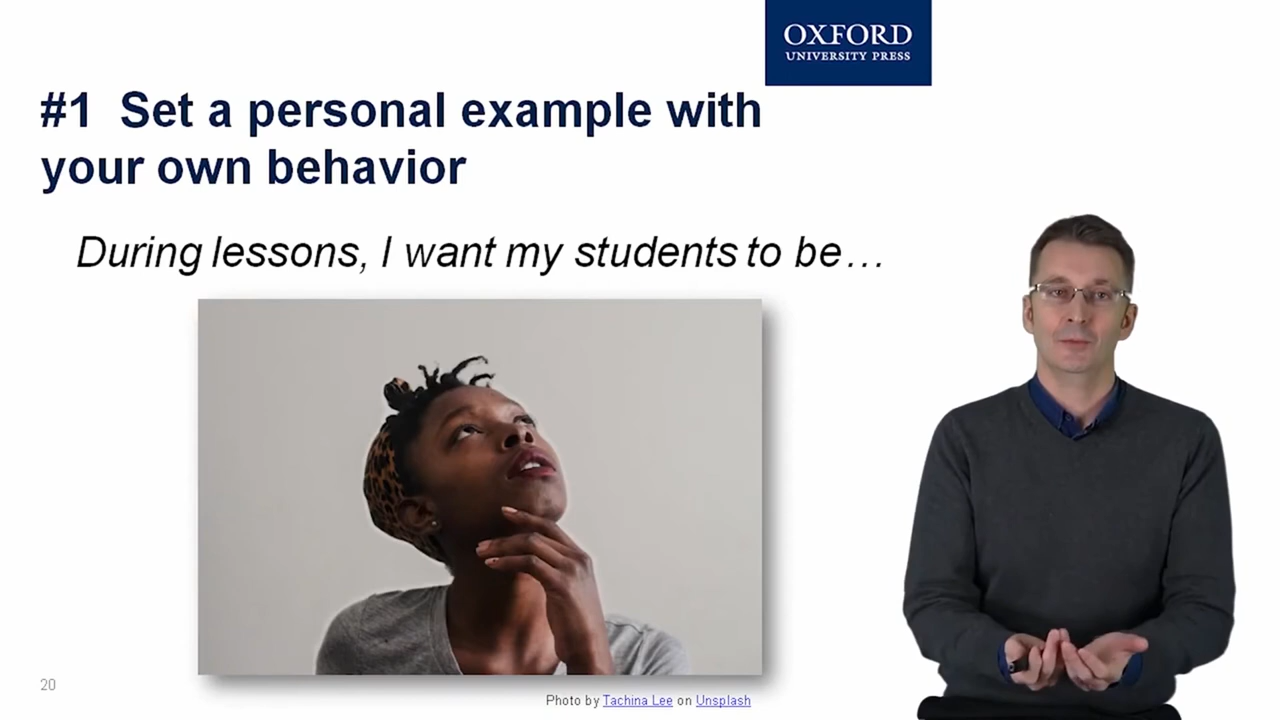 OXFORD
UNIVERSITY PRESS
#1 Set a personal example with
your own behavior
During lessons, I want my students to be…
20
Photo by Tachina Lee on Unsplash